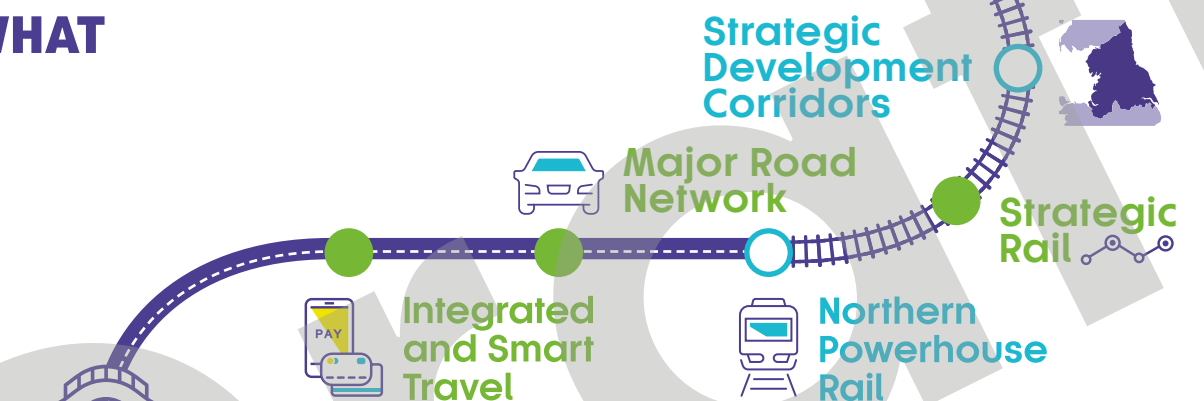 WHAT
Strategic
Development
Corridors
Major Road
Network
Strategic
Rail
Integrated
and Smart
Travel
PAY
Northern
Powerhouse
Rail